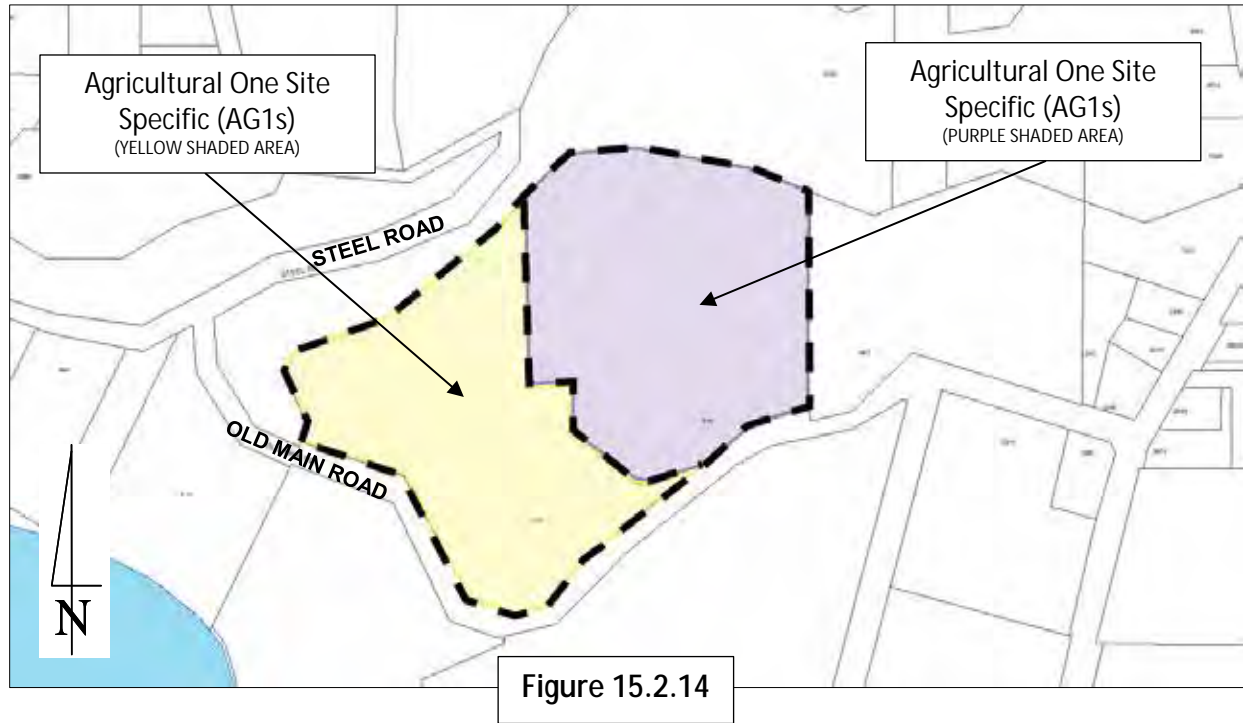 Agricultural One Site
Specific (AG1s)
(YELLOW SHADED AREA)
Agricultural One Site
Specific (AG1s)
(PURPLE SHADED AREA)
STEEL ROAD
OLD MAIN ROAD
N
Figure 15.2.14